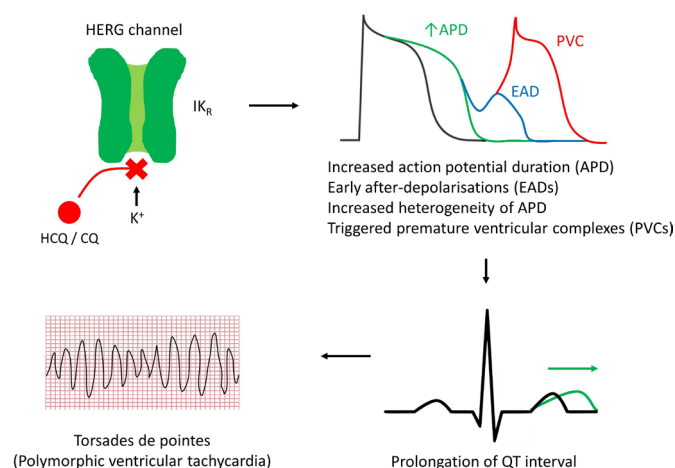 HERG channel
IKR
K+
HCQ / CQ
↑APD
PVC
EAD
Increased action potential duration (APD)
Early after-depolarisations (EADs)
Increased heterogeneity of APD
Triggered premature ventricular complexes (PVCs)
Torsades de pointes
(Polymorphic ventricular tachycardia)
Prolongation of QT interval